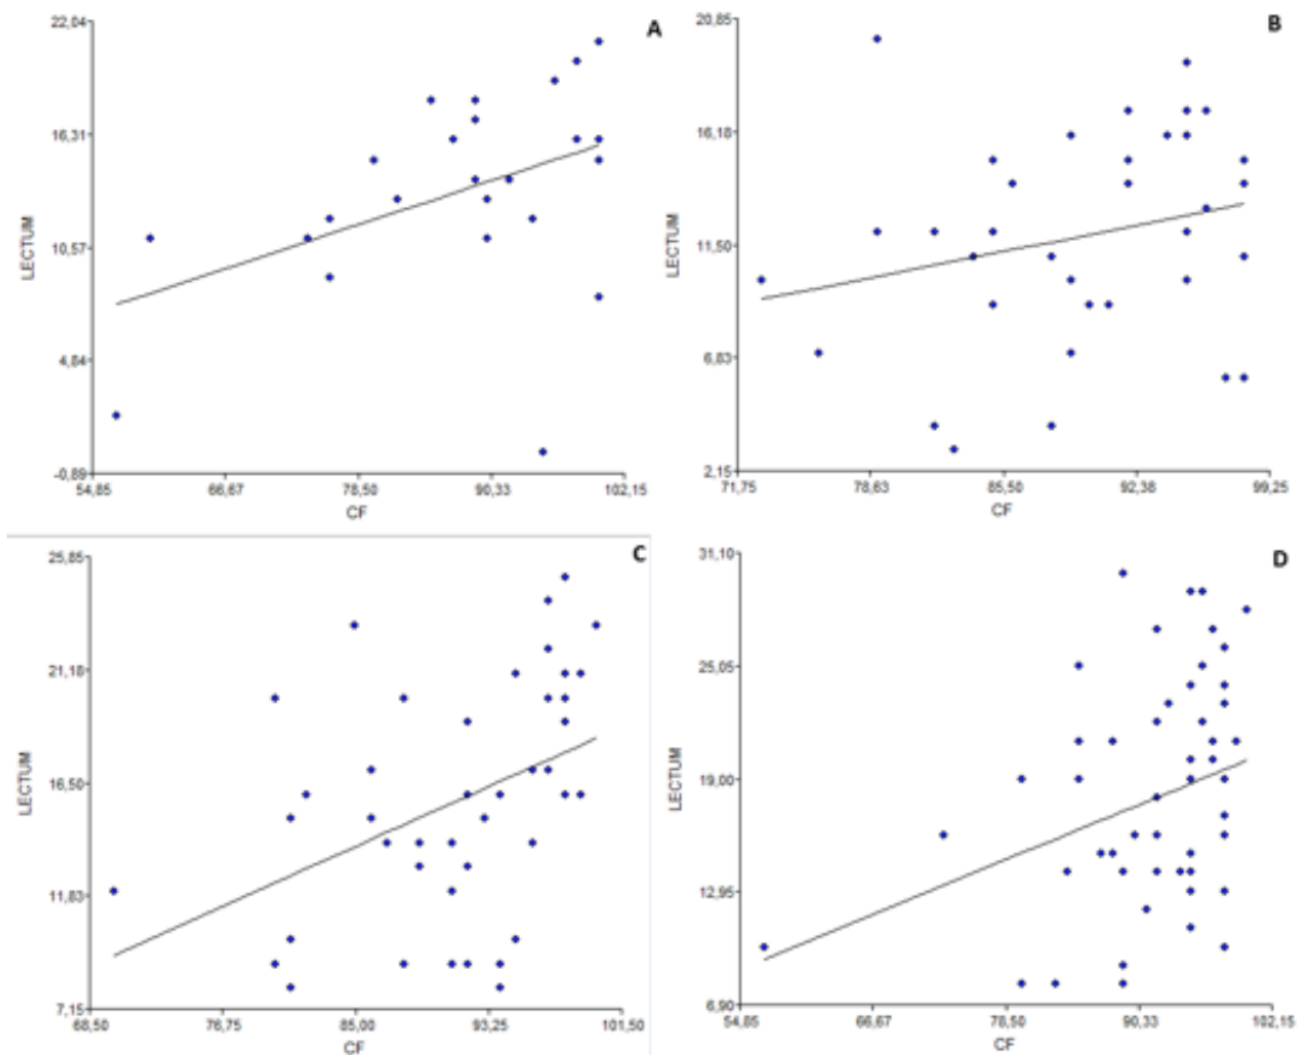 A
22,04
16,31
10,57
4,84
-0,89
LECTUM
54,85 66,67 78,50 90,33 102,15
CF
B
20,85
16,18
11,50
6,83
2,15
LECTUM
71,75 78,63 85,50 92,38 99,25
CF
C
25,85
21,18
16,50
11,83
7,15
LECTUM
68,50 76,75 85,00 93,25 101,50
CF
D
31,10
25,05
19,00
12,95
6,90
LECTUM
54,85 66,67 78,50 90,33 102,15
CF